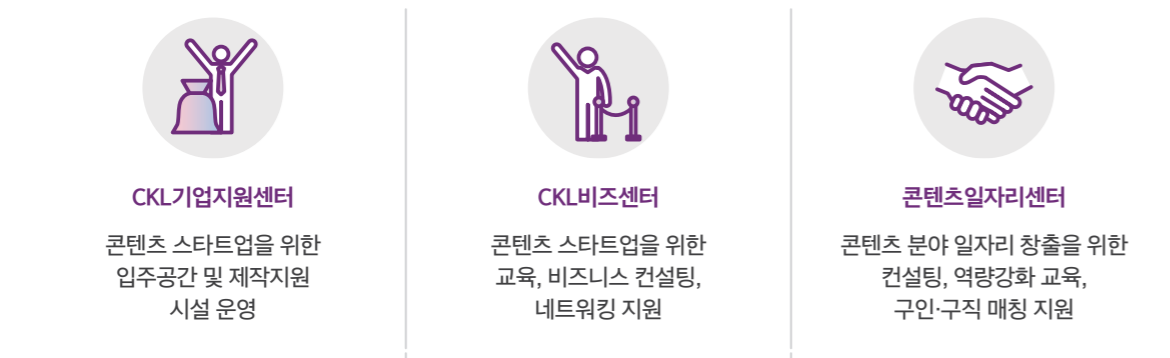 CKL기업지원센터
콘텐츠 스타트업을 위한
입주공간 및 제작지원
시설 운영
CKL비즈센터
콘텐츠 스타트업을 위한
교육, 비즈니스 컨설팅,
네트워킹 지원
콘텐츠일자리센터
콘텐츠 분야 일자리 창출을 위한
컨설팅, 역량강화 교육,
구인·구직 매칭 지원